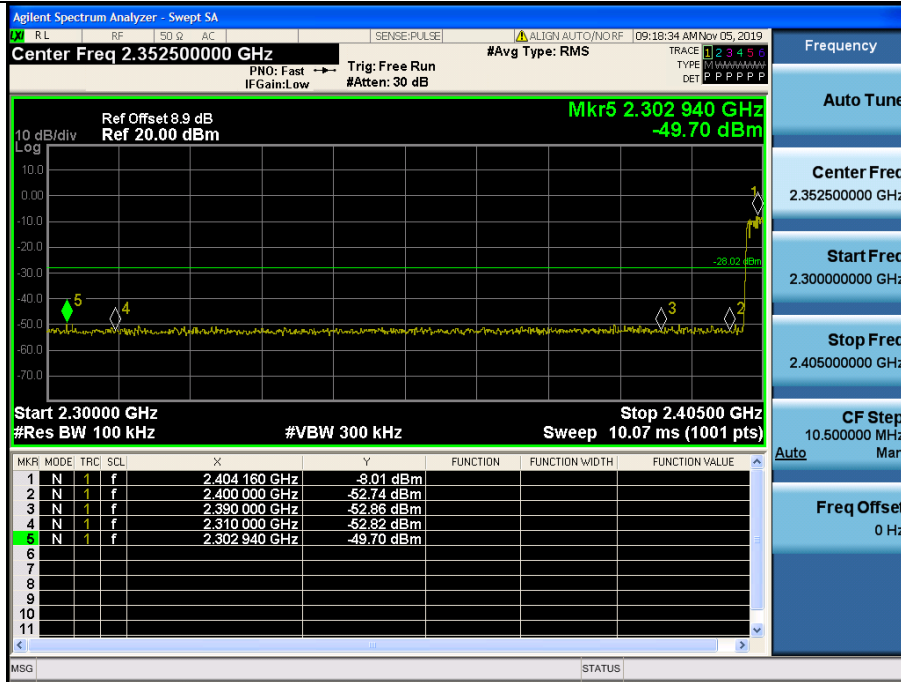 Agilent Spectrum Analyzer - Swept SA
LXI RL RF 50 Ω AC SENSE:PULSE ALIGN AUTO/NO RF 09:18:34 AM Nov 05, 2019
Center Freq 2.352500000 GHz
PNO: Fast
IFGain:Low
Trig: Free Run
#Atten: 30 dB
#Avg Type: RMS
TRACE 1 2 3 4 5 6
TYPE M
DET P P P P P P
Mkr5 2.302 940 GHz
-49.70 dBm
10 dB/div
Log
Ref Offset 8.9 dB
Ref 20.00 dBm
10.0
0.00
-10.0
-20.0
-30.0
-40.0
-50.0
-60.0
-70.0
1
-28.02 dBm
5
4
3
2
Start 2.30000 GHz
Stop 2.40500 GHz
#Res BW 100 kHz
#VBW 300 kHz
Sweep 10.07 ms (1001 pts)
MKR MODE TRC SCL X Y FUNCTION FUNCTION WIDTH FUNCTION VALUE
1 N 1 f 2.404 160 GHz -8.01 dBm
2 N 1 f 2.400 000 GHz -52.74 dBm
3 N 1 f 2.390 000 GHz -52.86 dBm
4 N 1 f 2.310 000 GHz -52.82 dBm
5 N 1 f 2.302 940 GHz -49.70 dBm
6
7
8
9
10
11
MSG
STATUS
Frequency
Auto Tune
Center Freq
2.352500000 GHz
Start Freq
2.300000000 GHz
Stop Freq
2.405000000 GHz
CF Step
10.500000 MHz
Auto Man
Freq Offset
0 Hz